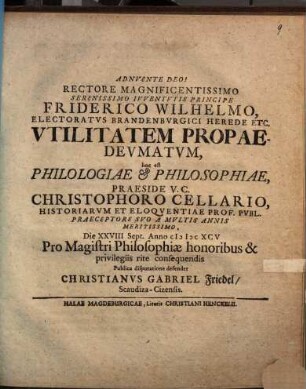 ADNVENTE DEO!
RECTORE MAGNIFICENTISSIMO
SERENISSIMO IVVENTVTIS PRINCIPE
FRIDERICO WILHELMO,
ELECTORATVS BRANDENBVRGICI HEREDE ETC.
VTILITATEM PROPAE-
DEVMATVM,
hoc est
PHILOLOGIAE & PHILOSOPHIAE,
PRAESIDE V. C.
CHRISTOPHORO CELLARIO,
HISTORIARVM ET ELOQVENTIAE PROF. PVBL.
PRAECEPTORE SVO A MVLTIS ANNIS
MERITISSIMO,
Die XXVIII Sept. Anno cIↄ Iↄc XCV
Pro Magistri Philosophiæ honoribus &
privilegiis rite consequendis
Publica disputatione defendet
CHRISTIANVS GABRIEL Friedel/
Staudiza-Cizensis.
HALAE MAGDEBVRGICAE, Literis CHRISTIANI HENCKELII.